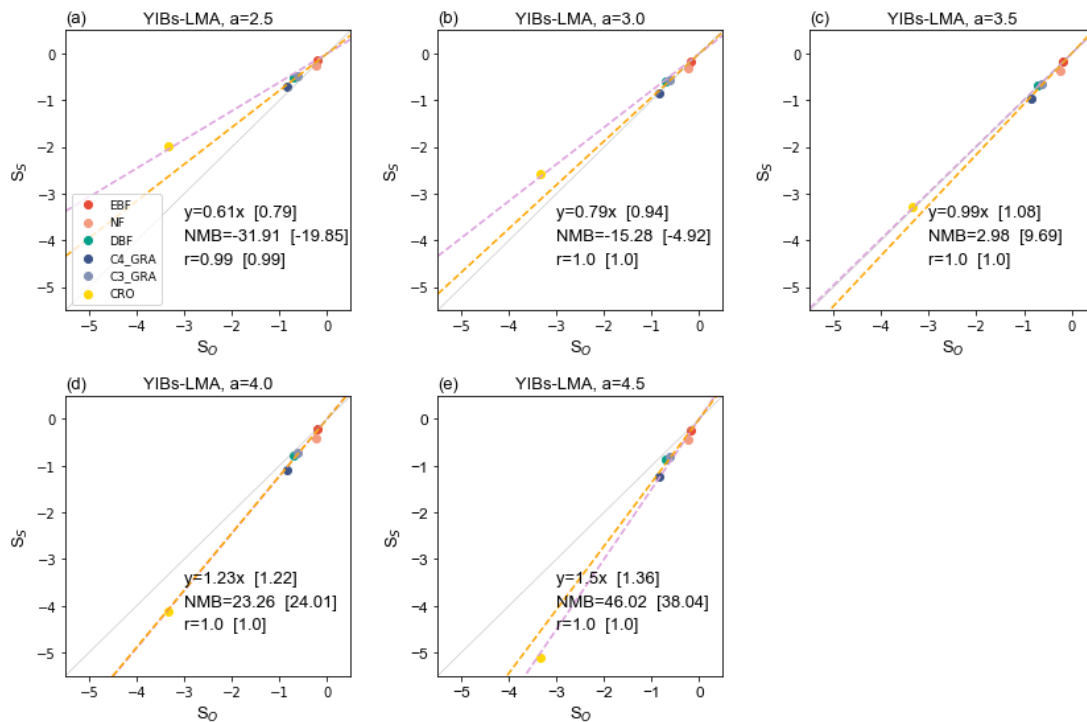 (a) YIBs-LMA, a=2.5
0
−1
−2
−3
−4
−5
S_S
EBF
NF
DBF
C4_GRA
C3_GRA
CRO
y=0.61x [0.79]
NMB=-31.91 [-19.85]
r=0.99 [0.99]
−5 −4 −3 −2 −1 0
S_O
(b) YIBs-LMA, a=3.0
0
−1
−2
−3
−4
−5
S_S
y=0.79x [0.94]
NMB=-15.28 [-4.92]
r=1.0 [1.0]
−5 −4 −3 −2 −1 0
S_O
(c) YIBs-LMA, a=3.5
0
−1
−2
−3
−4
−5
S_S
y=0.99x [1.08]
NMB=2.98 [9.69]
r=1.0 [1.0]
−5 −4 −3 −2 −1 0
S_O
(d) YIBs-LMA, a=4.0
0
−1
−2
−3
−4
−5
S_S
y=1.23x [1.22]
NMB=23.26 [24.01]
r=1.0 [1.0]
−5 −4 −3 −2 −1 0
S_O
(e) YIBs-LMA, a=4.5
0
−1
−2
−3
−4
−5
S_S
y=1.5x [1.36]
NMB=46.02 [38.04]
r=1.0 [1.0]
−5 −4 −3 −2 −1 0
S_O